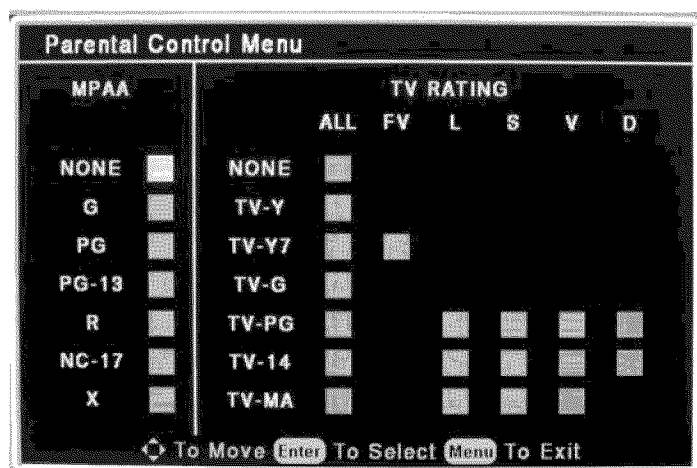 Parental Control Menu
MPAA TV RATING
ALL FV L S V D
NONE NONE
G TV-Y
PG TV-Y7
PG-13 TV-G
R TV-PG
NC-17 TV-14
X TV-MA
To Move Enter To Select Menu To Exit